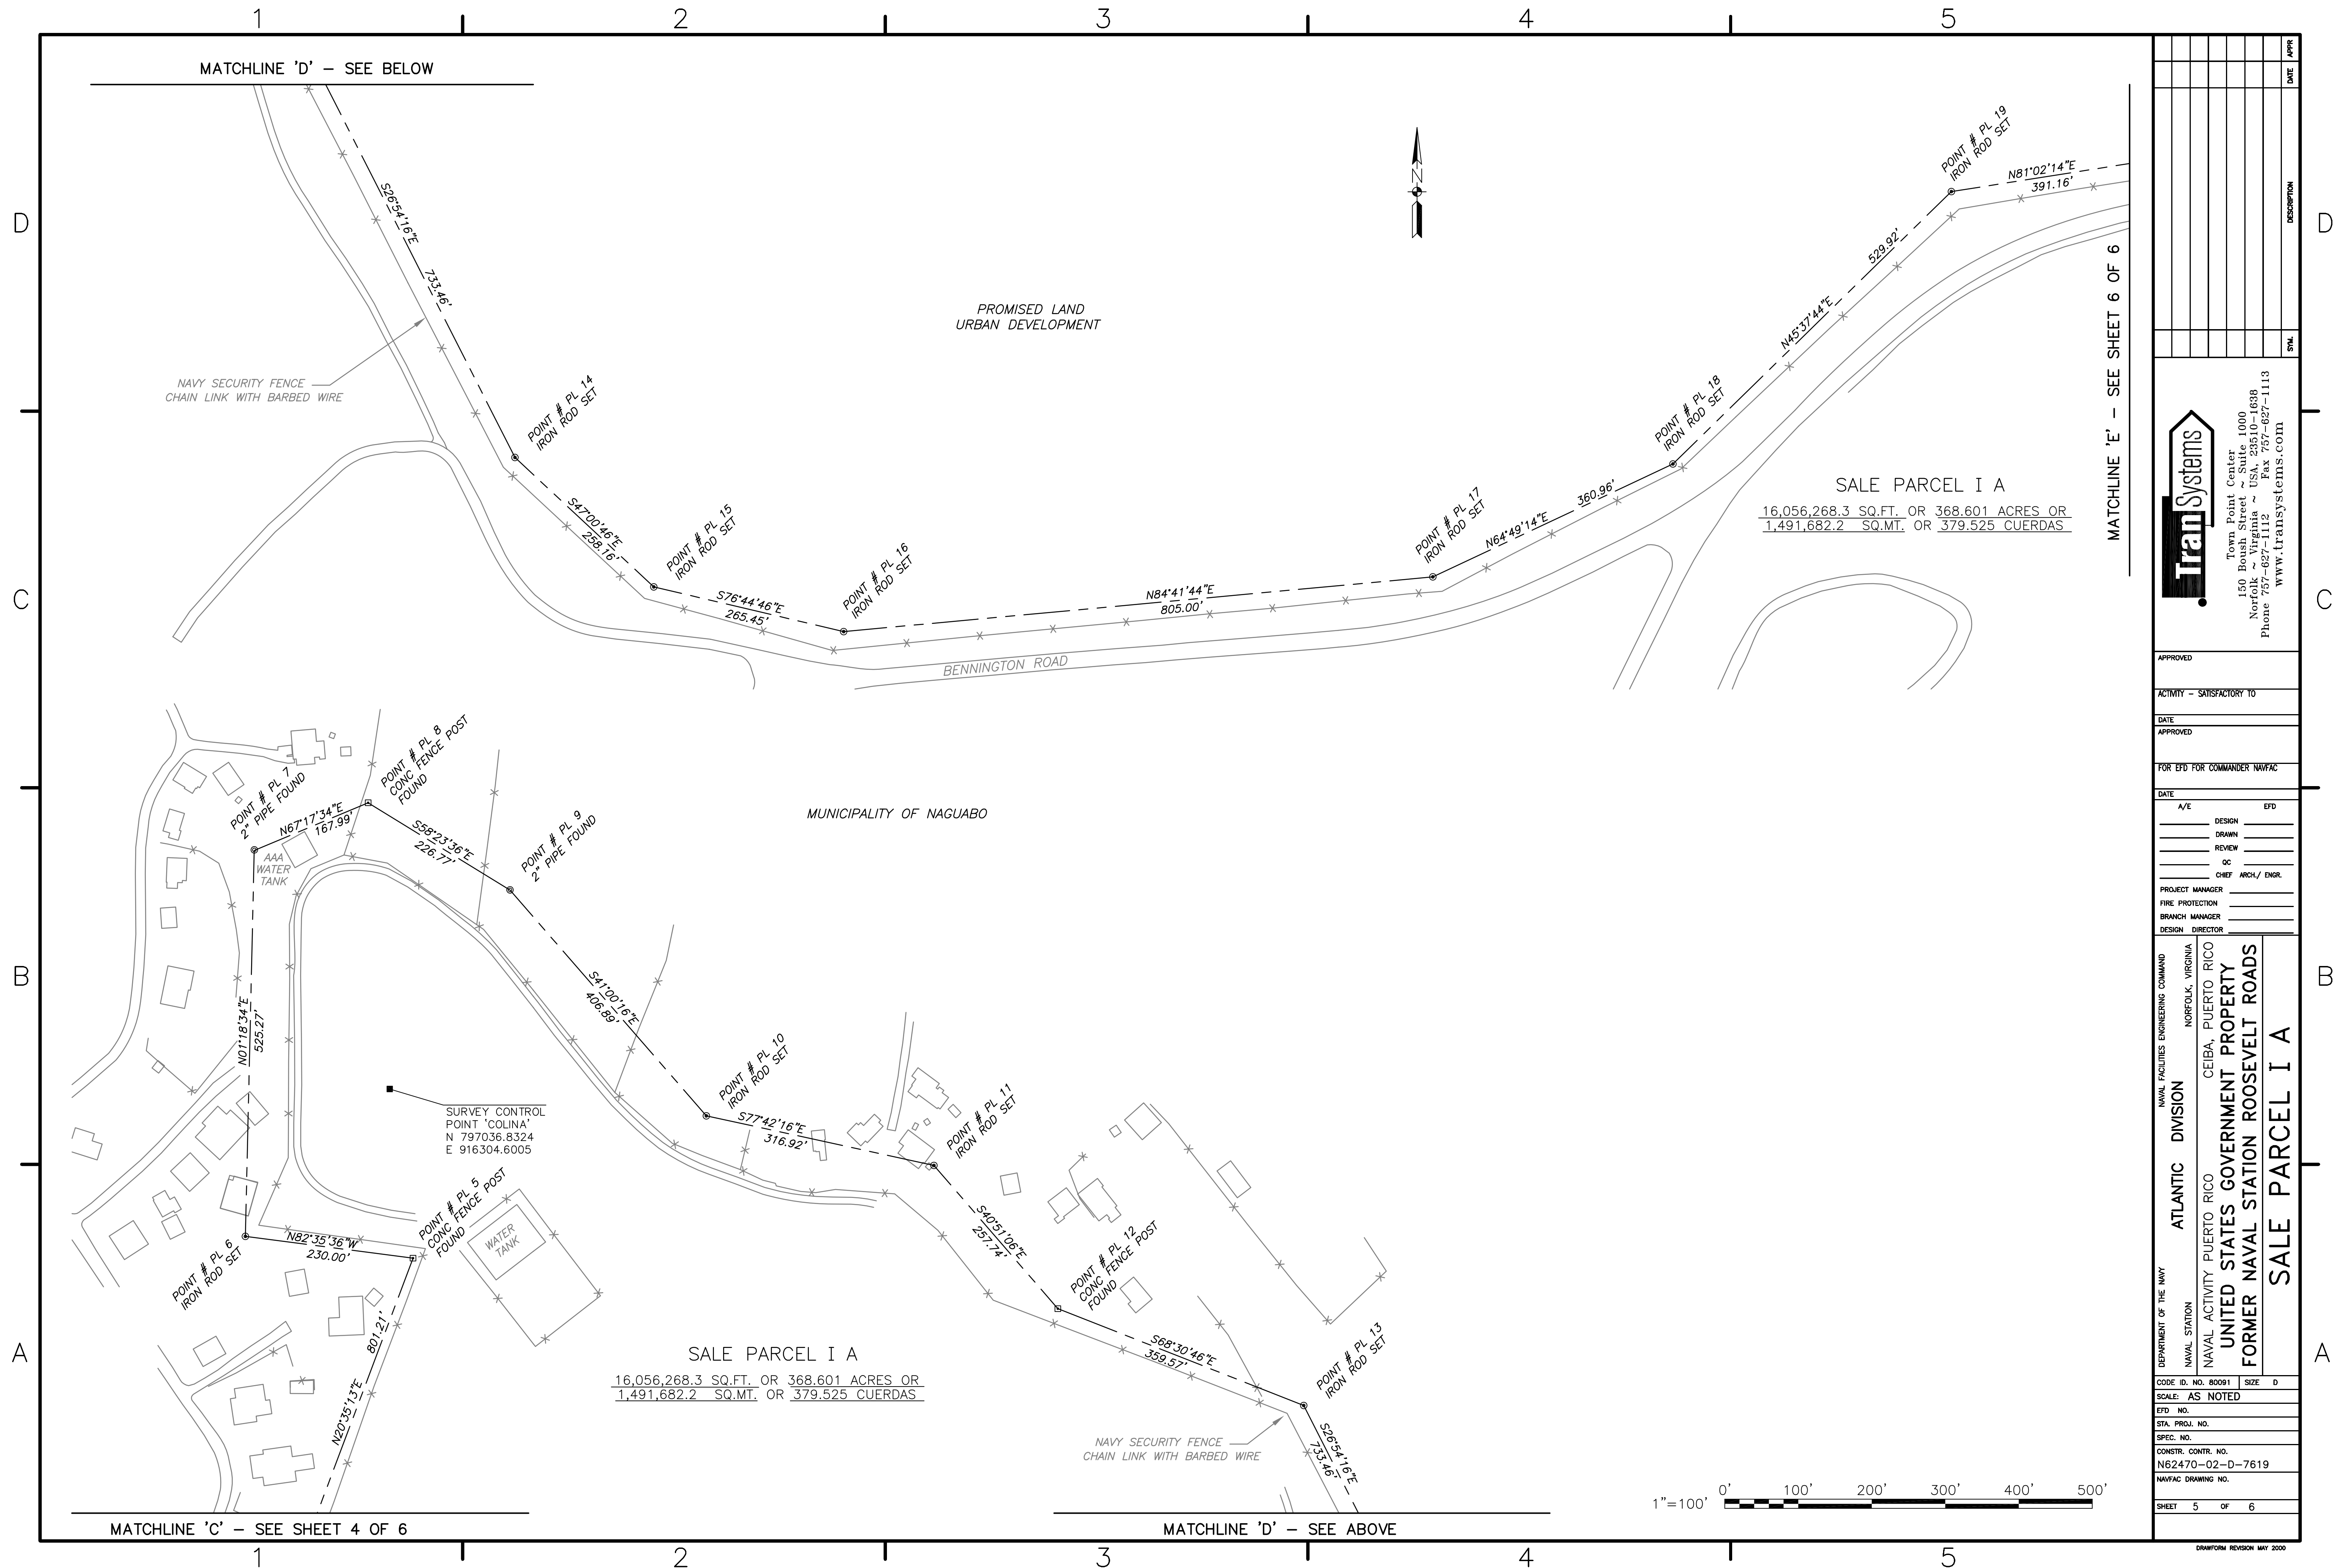 1 2 3 4 5
MATCHLINE 'D' – SEE BELOW
S26°54'16"E
733.46'
NAVY SECURITY FENCE
CHAIN LINK WITH BARBED WIRE
POINT # PL 14
IRON ROD SET
S47°00'46"E
258.16'
POINT # PL 15
IRON ROD SET
S76°44'46"E
265.45'
POINT # PL 16
IRON ROD SET
PROMISED LAND
URBAN DEVELOPMENT
N
N84°41'44"E
805.00'
BENNINGTON ROAD
POINT # PL 17
IRON ROD SET
N64°49'14"E
360.96'
POINT # PL 18
IRON ROD SET
N45°37'44"E
529.92'
POINT # PL 19
IRON ROD SET
N81°02'14"E
391.16'
SALE PARCEL I A
16,056,268.3 SQ.FT. OR 368.601 ACRES OR
1,491,682.2 SQ.MT. OR 379.525 CUERDAS
MATCHLINE 'E' – SEE SHEET 6 OF 6
POINT # PL 7
2" PIPE FOUND
N67°17'34"E
167.99'
AAA
WATER
TANK
POINT # PL 8
CONC FENCE POST
FOUND
S58°23'36"E
226.77'
POINT # PL 9
2" PIPE FOUND
MUNICIPALITY OF NAGUABO
N01°18'34"E
525.27'
S41°00'16"E
406.89'
POINT # PL 10
IRON ROD SET
S77°42'16"E
316.92'
POINT # PL 11
IRON ROD SET
SURVEY CONTROL
POINT 'COLINA'
N 797036.8324
E 916304.6005
POINT # PL 5
CONC FENCE POST
FOUND
WATER
TANK
POINT # PL 6
IRON ROD SET
N82°35'36"W
230.00'
S40°51'06"E
257.74'
POINT # PL 12
CONC FENCE POST
FOUND
S68°30'46"E
359.57'
POINT # PL 13
IRON ROD SET
801.21'
N20°35'13"E
SALE PARCEL I A
16,056,268.3 SQ.FT. OR 368.601 ACRES OR
1,491,682.2 SQ.MT. OR 379.525 CUERDAS
NAVY SECURITY FENCE
CHAIN LINK WITH BARBED WIRE
S26°54'16"E
733.46'
MATCHLINE 'C' – SEE SHEET 4 OF 6
MATCHLINE 'D' – SEE ABOVE
1"=100'
0' 100' 200' 300' 400' 500'
D D
C C
B B
A A
1 2 3 4 5
SYM. DESCRIPTION DATE APPR
TranSystems
Town Point Center
150 Boush Street ~ Suite 1000
Norfolk ~ Virginia ~ USA, 23510-1638
Phone 757-627-1112 Fax 757-627-1113
www.transystems.com
APPROVED
ACTIVITY – SATISFACTORY TO
DATE
APPROVED
FOR EFD FOR COMMANDER NAVFAC
DATE
A/E EFD
DESIGN
DRAWN
REVIEW
QC
CHIEF ARCH./ ENGR.
PROJECT MANAGER
FIRE PROTECTION
BRANCH MANAGER
DESIGN DIRECTOR
DEPARTMENT OF THE NAVY NAVAL FACILITIES ENGINEERING COMMAND
ATLANTIC DIVISION
NAVAL STATION NORFOLK, VIRGINIA
NAVAL ACTIVITY PUERTO RICO CEIBA, PUERTO RICO
UNITED STATES GOVERNMENT PROPERTY
FORMER NAVAL STATION ROOSEVELT ROADS
SALE PARCEL I A
CODE ID. NO. 80091 SIZE D
SCALE: AS NOTED
EFD NO.
STA. PROJ. NO.
SPEC. NO.
CONSTR. CONTR. NO.
N62470-02-D-7619
NAVFAC DRAWING NO.
SHEET 5 OF 6
DRAWFORM REVISION MAY 2000